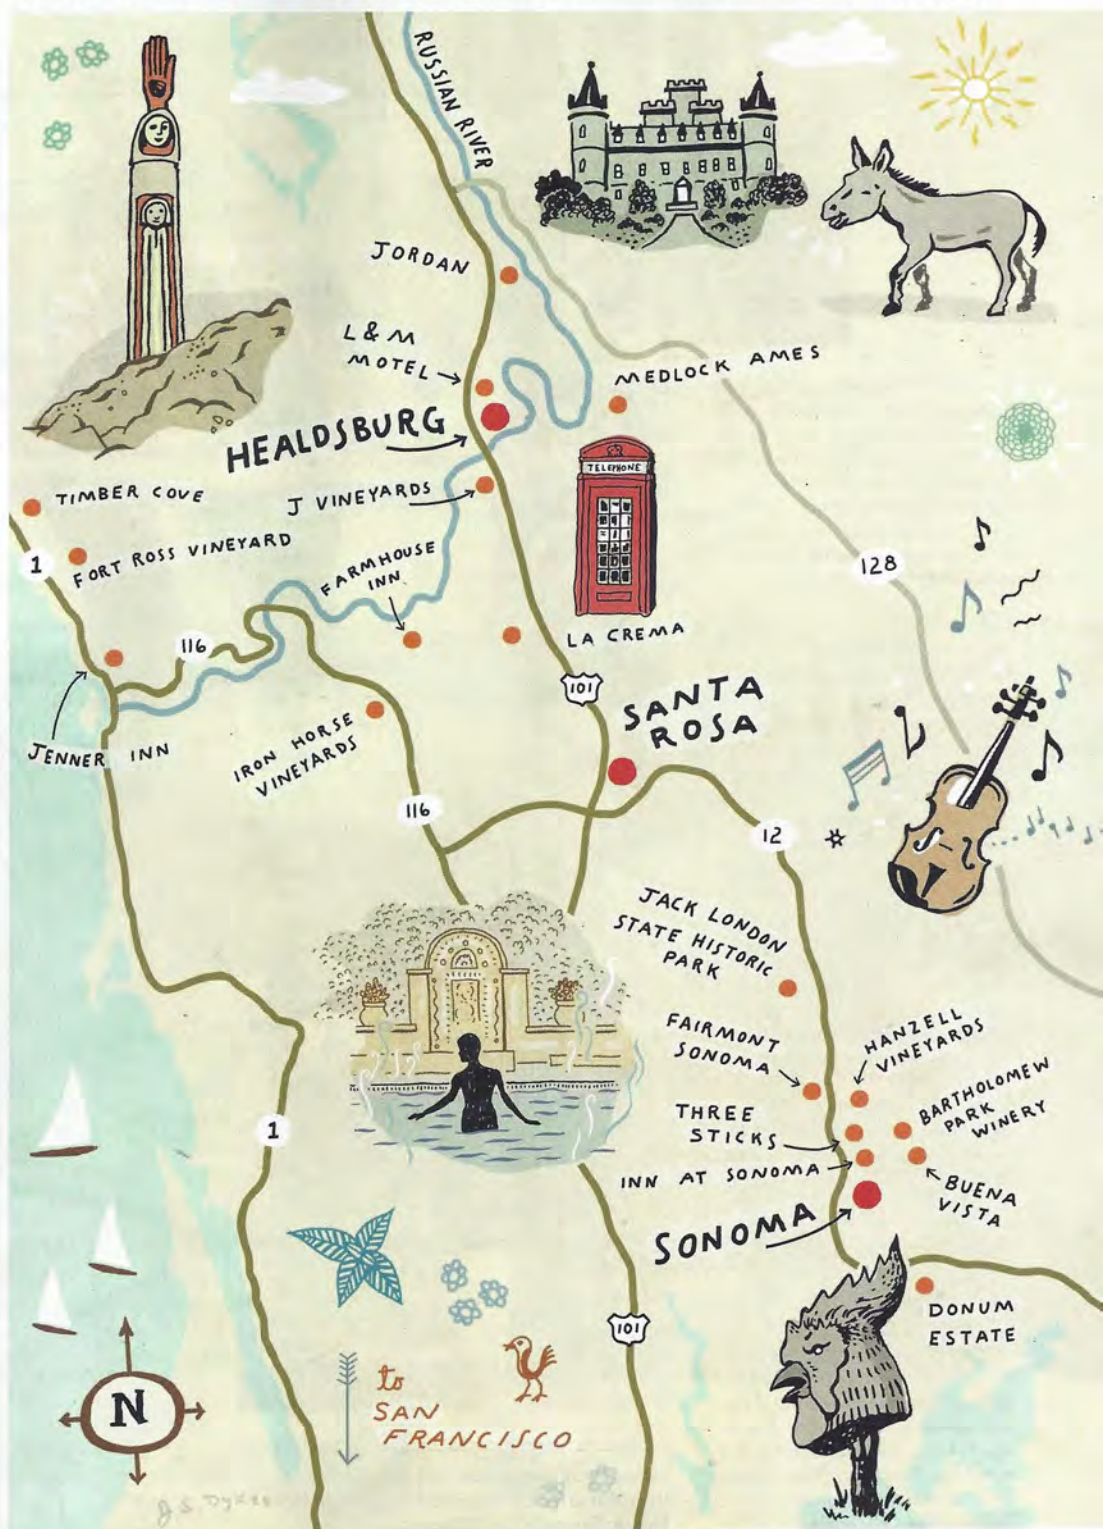 RUSSIAN RIVER
JORDAN
L & M
MOTEL
MEDLOCK AMES
HEALDSBURG
TELEPHONE
TIMBER COVE
J VINEYARDS
1
FORT ROSS VINEYARD
FARMHOUSE
INN
128
116
LA CREMA
101
SANTA
ROSA
JENNER INN
IRON HORSE
VINEYARDS
116
12
JACK LONDON
STATE HISTORIC
PARK
FAIRMONT
SONOMA
HANZELL
VINEYARDS
THREE
STICKS
BARTHOLOMEW
PARK
WINERY
1
INN AT SONOMA
BUENA
VISTA
SONOMA
DONUM
ESTATE
101
to
SAN
FRANCISCO
N
J S DYKES